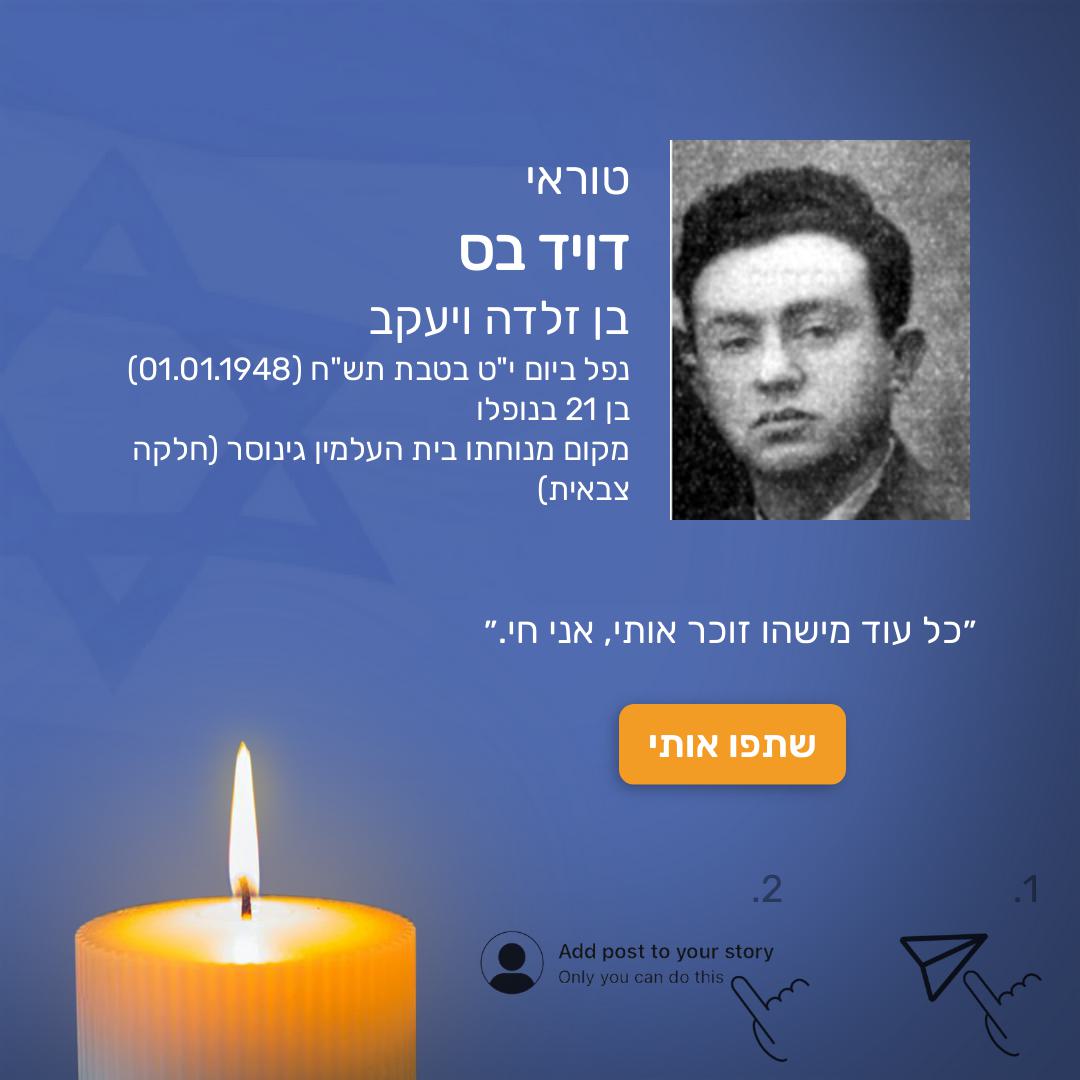 טוראי
דויד בס
בן זלדה ויעקב
נפל ביום י"ט בטבת תש"ח (01.01.1948)
בן 21 בנופלו
מקום מנוחתו בית העלמין גינוסר (חלקה
צבאית)
״כל עוד מישהו זוכר אותי, אני חי.״
שתפו אותי
.1
.2
Add post to your story
Only you can do this